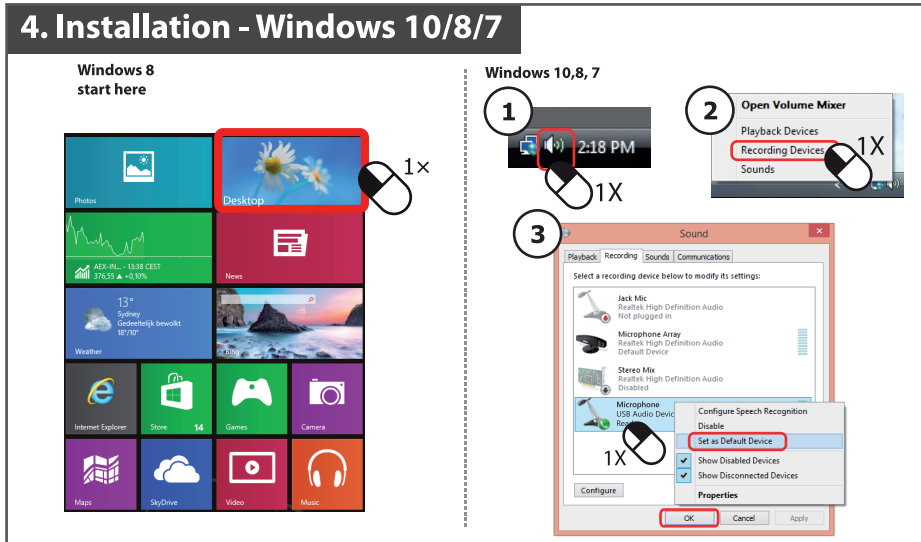 4. Installation - Windows 10/8/7
Windows 8
start here
Photos
Desktop
1×
AEX-IN... - 13:38 CEST
376,55 ▲ +0,10%
News
13°
Sydney
Gedeeltelijk bewolkt
18°/10°
Weather
Bing
Internet Explorer
Store
14
Games
Camera
Maps
SkyDrive
Video
Music
Windows 10,8, 7
1
2:18 PM
1X
2
Open Volume Mixer
Playback Devices
Recording Devices
Sounds
1X
3
Sound
Playback
Recording
Sounds
Communications
Select a recording device below to modify its settings:
Jack Mic
Realtek High Definition Audio
Not plugged in
Microphone Array
Realtek High Definition Audio
Default Device
Stereo Mix
Realtek High Definition Audio
Disabled
Microphone
USB Audio
1X
Configure Speech Recognition
Disable
Set as Default Device
Show Disabled Devices
Show Disconnected Devices
Properties
Configure
OK
Cancel
Apply